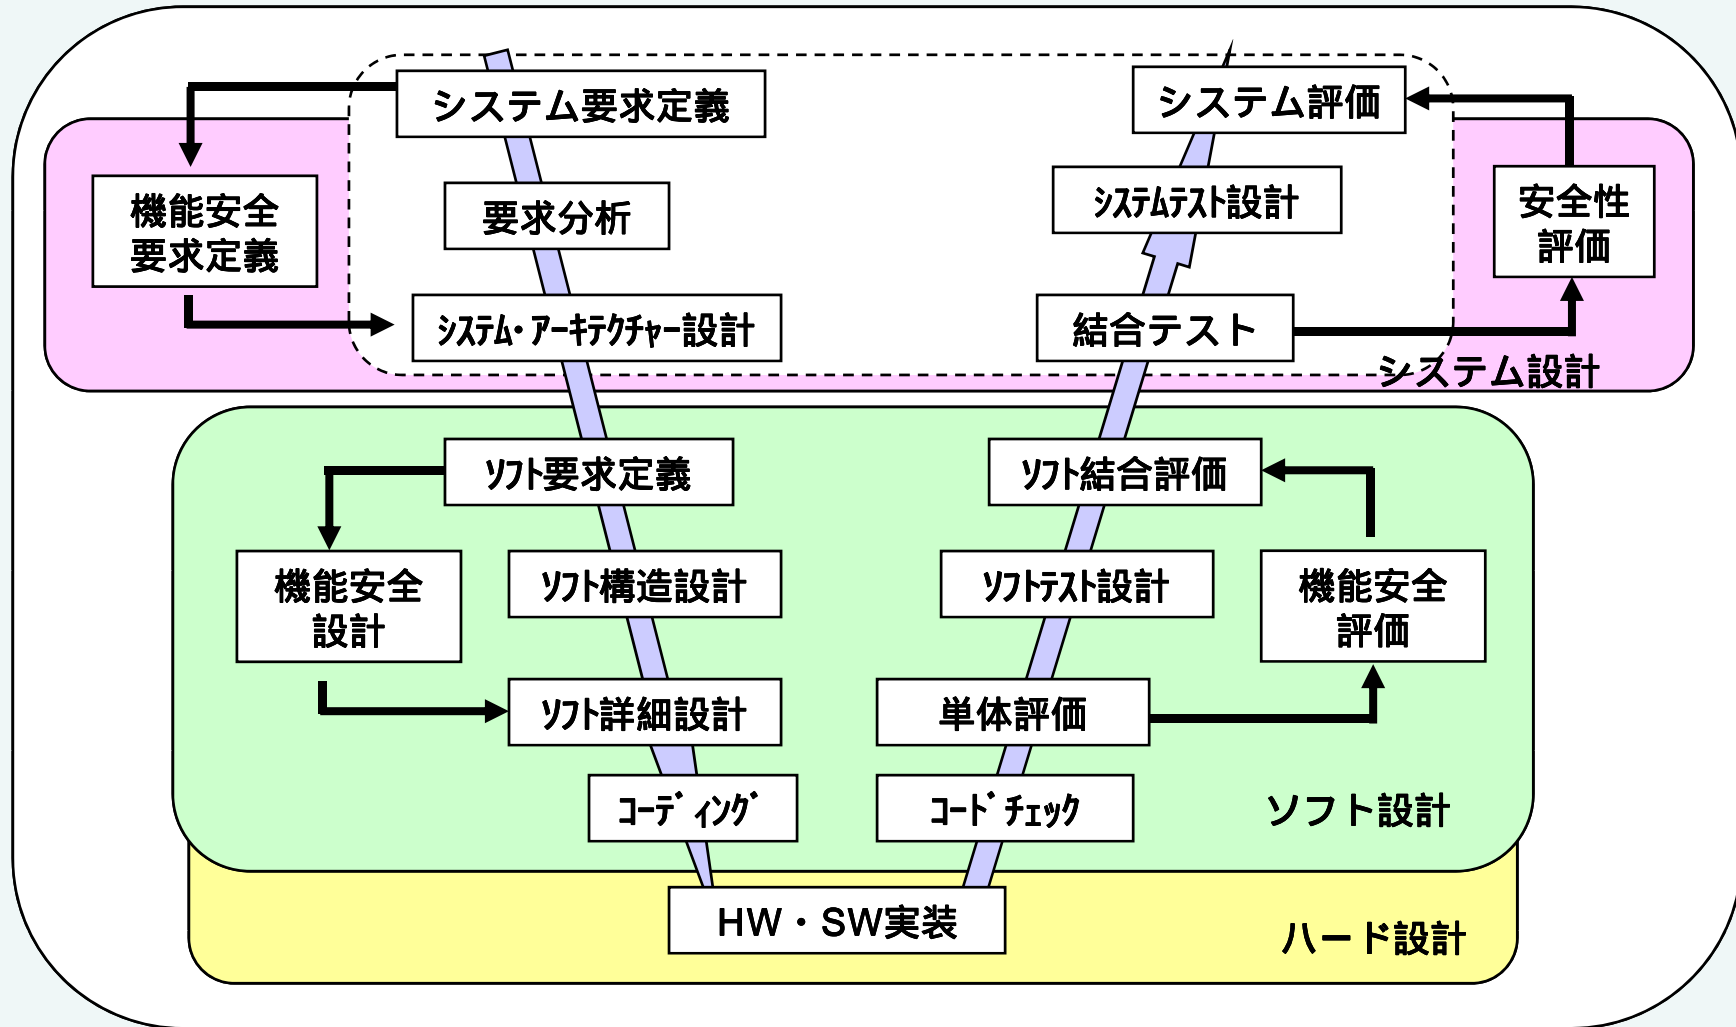 システム要求定義
システム評価
機能安全
要求定義
要求分析
ｼｽﾃﾑﾃｽﾄ設計
安全性
評価
ｼｽﾃﾑ・ｱｰｷﾃｸﾁｬｰ設計
結合テスト
システム設計
ｿﾌﾄ要求定義
ｿﾌﾄ結合評価
機能安全
設計
ｿﾌﾄ構造設計
ｿﾌﾄﾃｽﾄ設計
機能安全
評価
ｿﾌﾄ詳細設計
単体評価
ｺｰﾃﾞｨﾝｸﾞ
ｺｰﾄﾞﾁｪｯｸ
ソフト設計
HW・SW実装
ハード設計